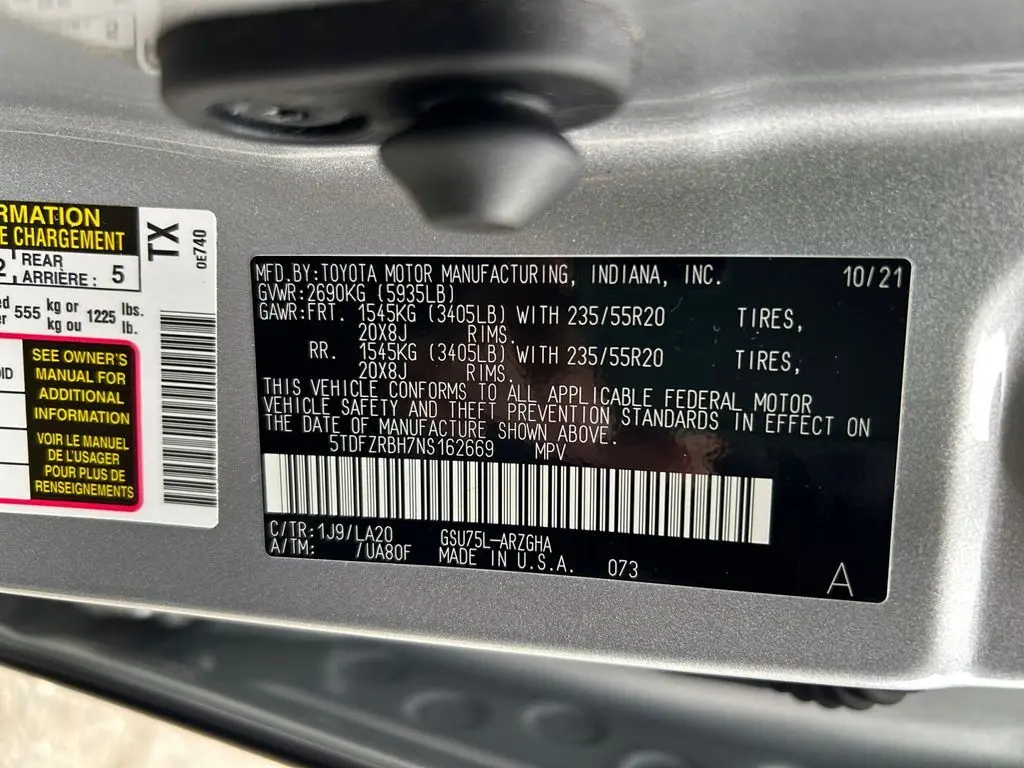 RMATION
E CHARGEMENT
2 REAR
ARRIÈRE : 5
555 kg or 1225 lbs.
kg ou lb.
SEE OWNER'S
MANUAL FOR
ADDITIONAL
INFORMATION
VOIR LE MANUEL
DE L'USAGER
POUR PLUS DE
RENSEIGNEMENTS
TX
0E740
MFD.BY:TOYOTA MOTOR MANUFACTURING, INDIANA, INC. 10/21
GVWR:2690KG (5935LB)
GAWR:FRT. 1545KG (3405LB) WITH 235/55R20 TIRES,
20X8J RIMS.
RR. 1545KG (3405LB) WITH 235/55R20 TIRES,
20X8J RIMS.
THIS VEHICLE CONFORMS TO ALL APPLICABLE FEDERAL MOTOR
VEHICLE SAFETY AND THEFT PREVENTION STANDARDS IN EFFECT ON
THE DATE OF MANUFACTURE SHOWN ABOVE.
5TDFZRBH7NS162669 MPV
C/TR:1J9/LA20 GSU75L-ARZGHA
A/TM: /UA80F MADE IN U.S.A. 073
A